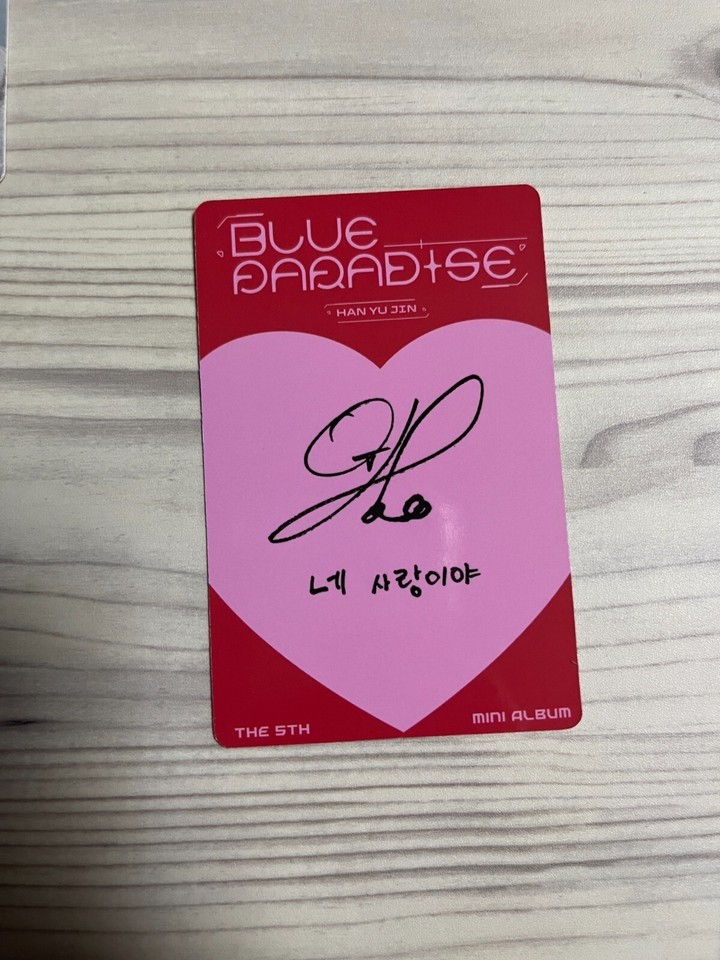 BLUE
PARADISE
HAN YU JIN
네 사랑이야
THE 5TH
MINI ALBUM